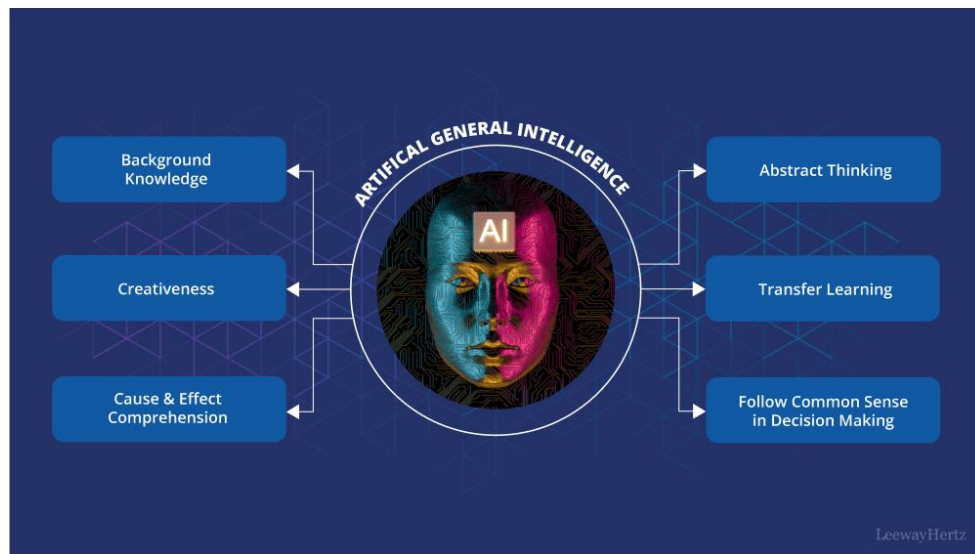 ARTIFICAL GENERAL INTELLIGENCE
AI
Background
Knowledge
Creativeness
Cause & Effect
Comprehension
Abstract Thinking
Transfer Learning
Follow Common Sense
in Decision Making
LeewayHertz